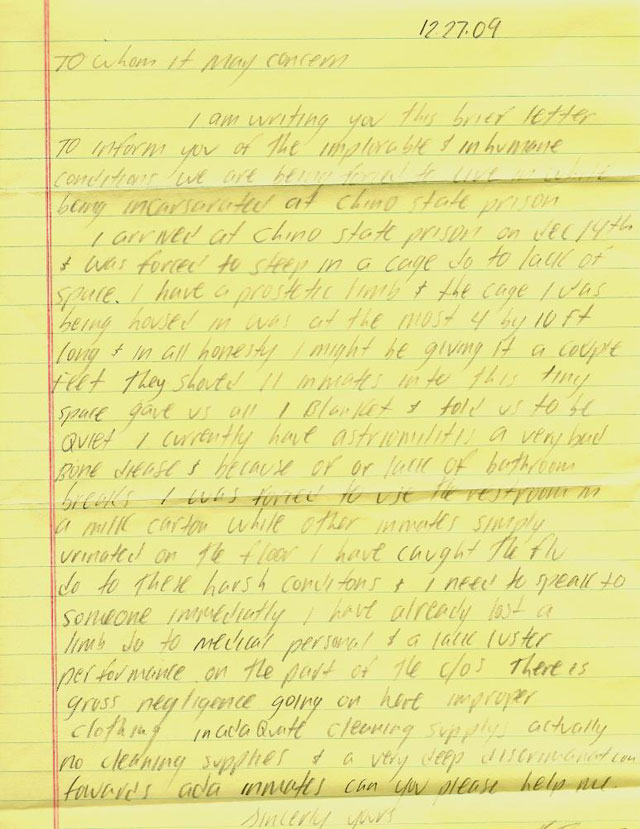 12.27.09
TO whom it may concern
I am writing you this brief letter
TO inform you of the implorable & inhumane
conditions we are being forced to live in while
being incarsarated at chino state prison
I arrived at chino state prison on Dec 14th
& was forced to sleep in a cage do to lack of
space. I have a prostetic limb & the cage I was
being housed in was at the most 4 by 10 ft
long & in all honesty I might be giving it a couple
feet They shoved 11 inmates into this tiny
space gave us all 1 Blanket & told us to be
Quiet I currently have astriomilitis a very bad
Bone diease & because of or lack of bathroom
breaks I was forced to use the restroom in
a milk carton while other inmates simply
urinated on the floor I have caught the flu
do to these harsh conditons & I need to speak to
someone immediatly I have already lost a
limb do to medical personal & a lack luster
performance on the part of the c/os There is
gross negligence going on here improper
clothing inadaQuate cleaning supplys actually
no cleaning supplies & a very deep discrimanation
towards ada inmates can you please help me.
Sincerly yours